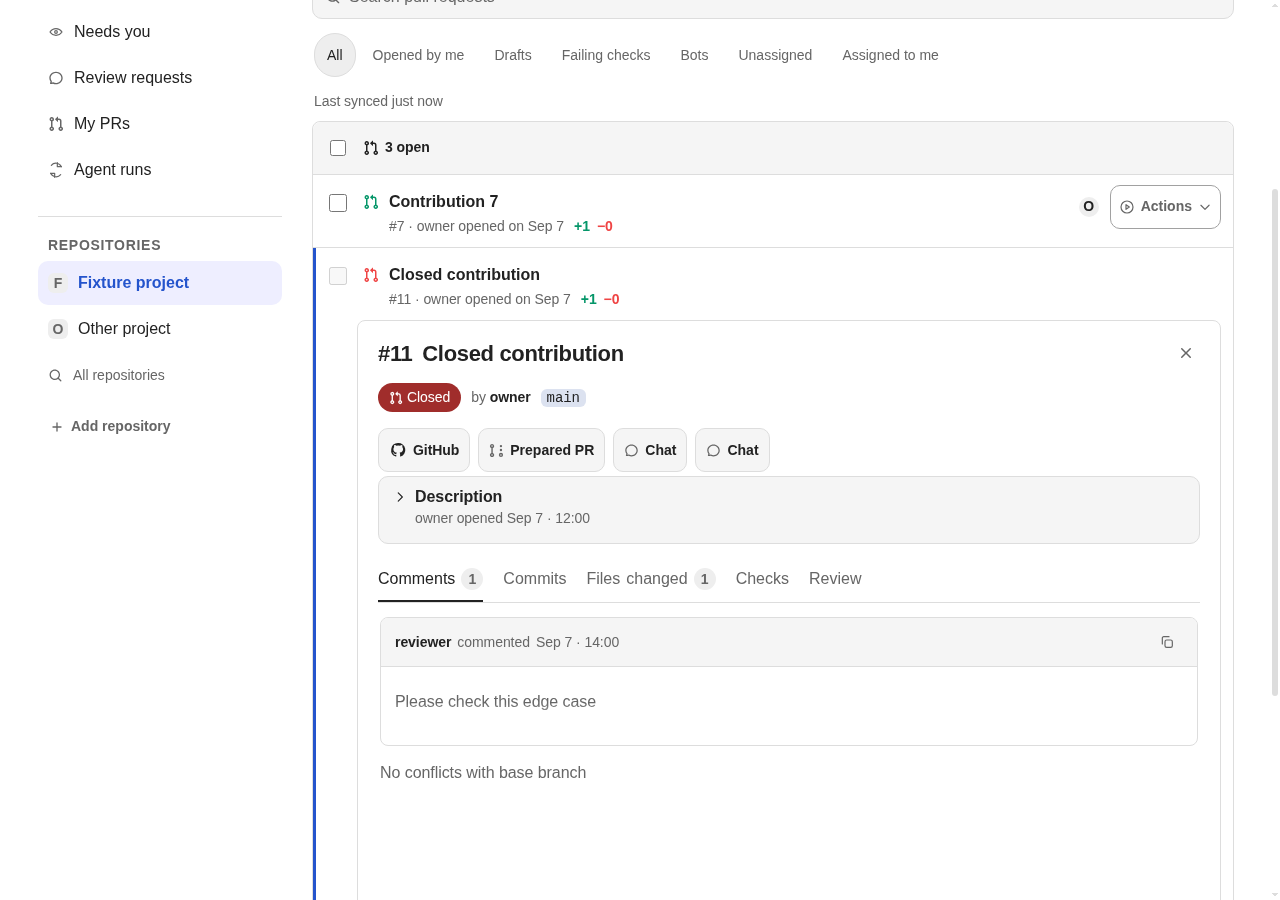 Needs you
Review requests
My PRs
Agent runs
REPOSITORIES
F Fixture project
O Other project
All repositories
Add repository
Search pull requests
All Opened by me Drafts Failing checks Bots Unassigned Assigned to me
Last synced just now
3 open
Contribution 7
#7 · owner opened on Sep 7 +1 −0
O Actions
Closed contribution
#11 · owner opened on Sep 7 +1 −0
#11 Closed contribution
Closed by owner main
GitHub Prepared PR Chat Chat
Description
owner opened Sep 7 · 12:00
Comments 1 Commits Files changed 1 Checks Review
reviewer commented Sep 7 · 14:00
Please check this edge case
No conflicts with base branch